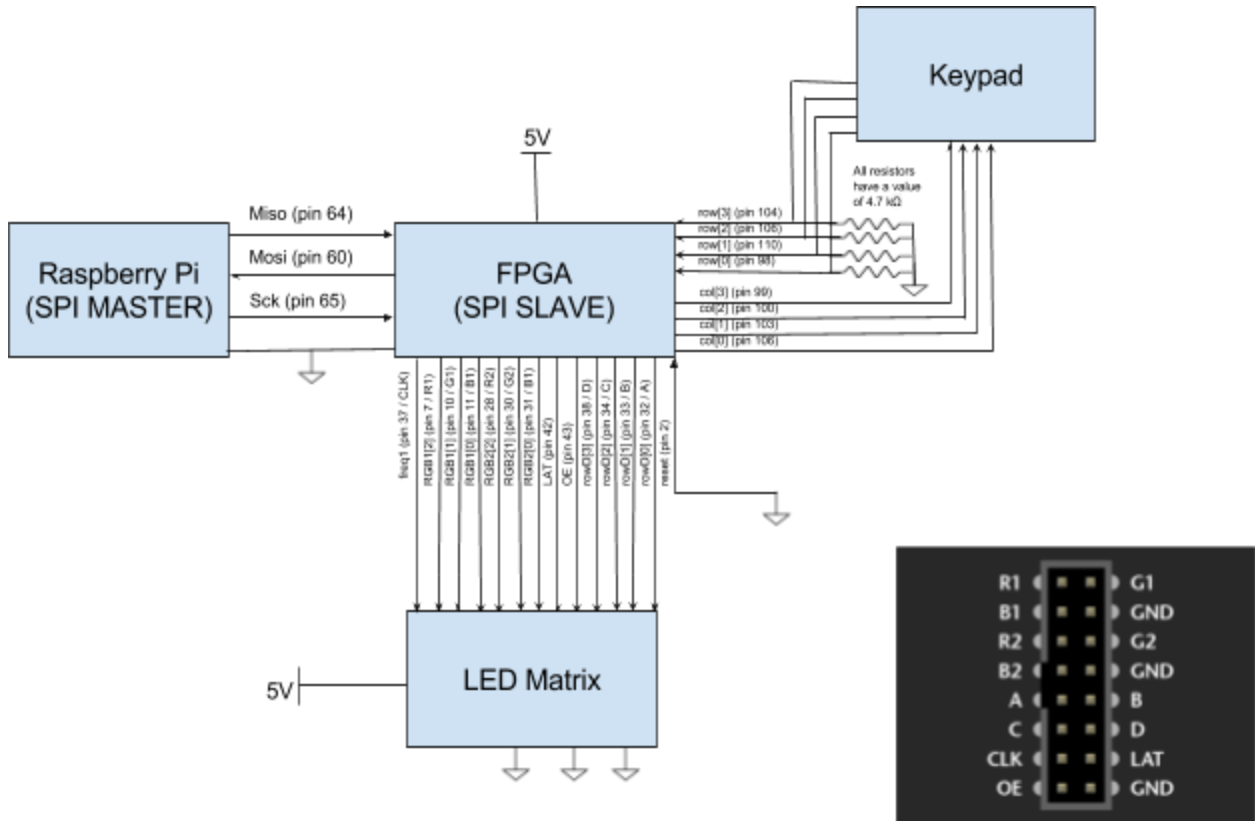 Keypad
5V
All resistors
have a value
of 4.7 kΩ
Miso (pin 64)
Mosi (pin 60)
Sck (pin 65)
Raspberry Pi
(SPI MASTER)
FPGA
(SPI SLAVE)
row[3] (pin 104)
row[2] (pin 105)
row[1] (pin 110)
row[0] (pin 98)
col[3] (pin 99)
col[2] (pin 100)
col[1] (pin 103)
col[0] (pin 106)
freq1 (pin 37 / CLK)
RGB1[2] (pin 7 / R1)
RGB1[1] (pin 10 / G1)
RGB1[0] (pin 11 / B1)
RGB2[2] (pin 28 / R2)
RGB2[1] (pin 30 / G2)
RGB2[0] (pin 31 / B1)
LAT (pin 42)
OE (pin 43)
rowO[3] (pin 38 / D)
rowO[2] (pin 34 / C)
rowO[1] (pin 33 / B)
rowO[0] (pin 32 / A)
reset (pin 2)
5V
LED Matrix
R1 G1
B1 GND
R2 G2
B2 GND
A B
C D
CLK LAT
OE GND